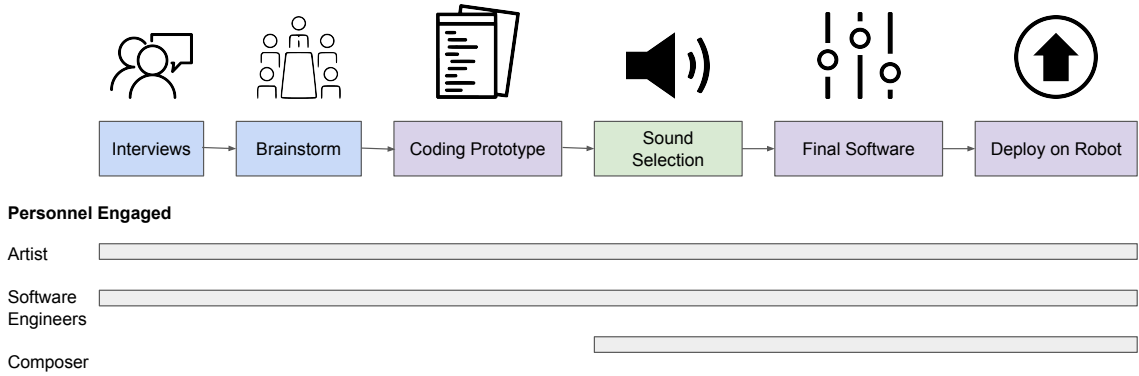 Interviews
Brainstorm
Coding Prototype
Sound
Selection
Final Software
Deploy on Robot
Personnel Engaged
Artist
Software
Engineers
Composer